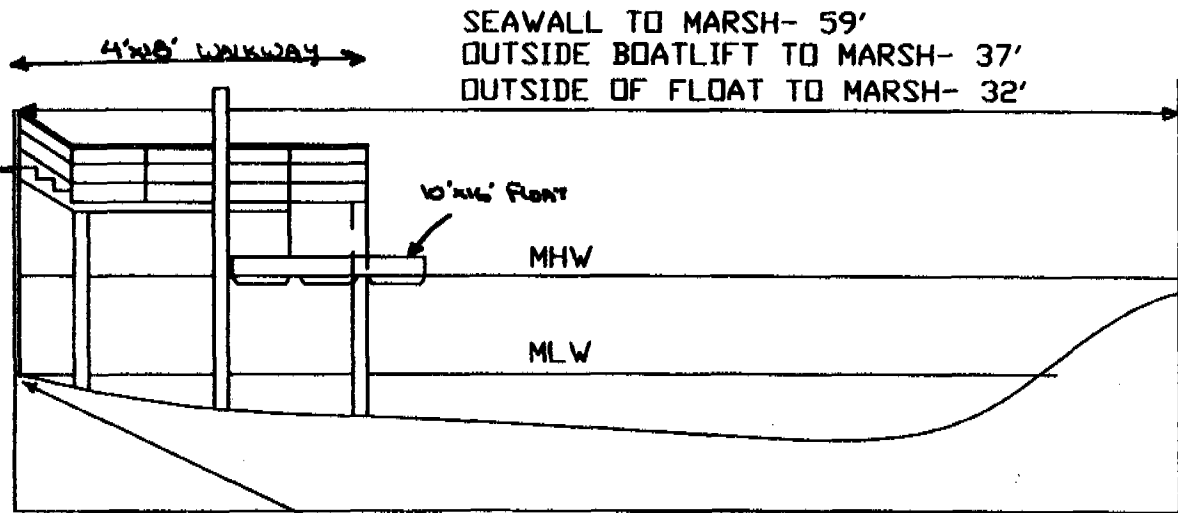 SEAWALL TO MARSH- 59'
4'x18' WALKWAY
OUTSIDE BOATLIFT TO MARSH- 37'
OUTSIDE OF FLOAT TO MARSH- 32'
10'x16' FLOAT
MHW
MLW